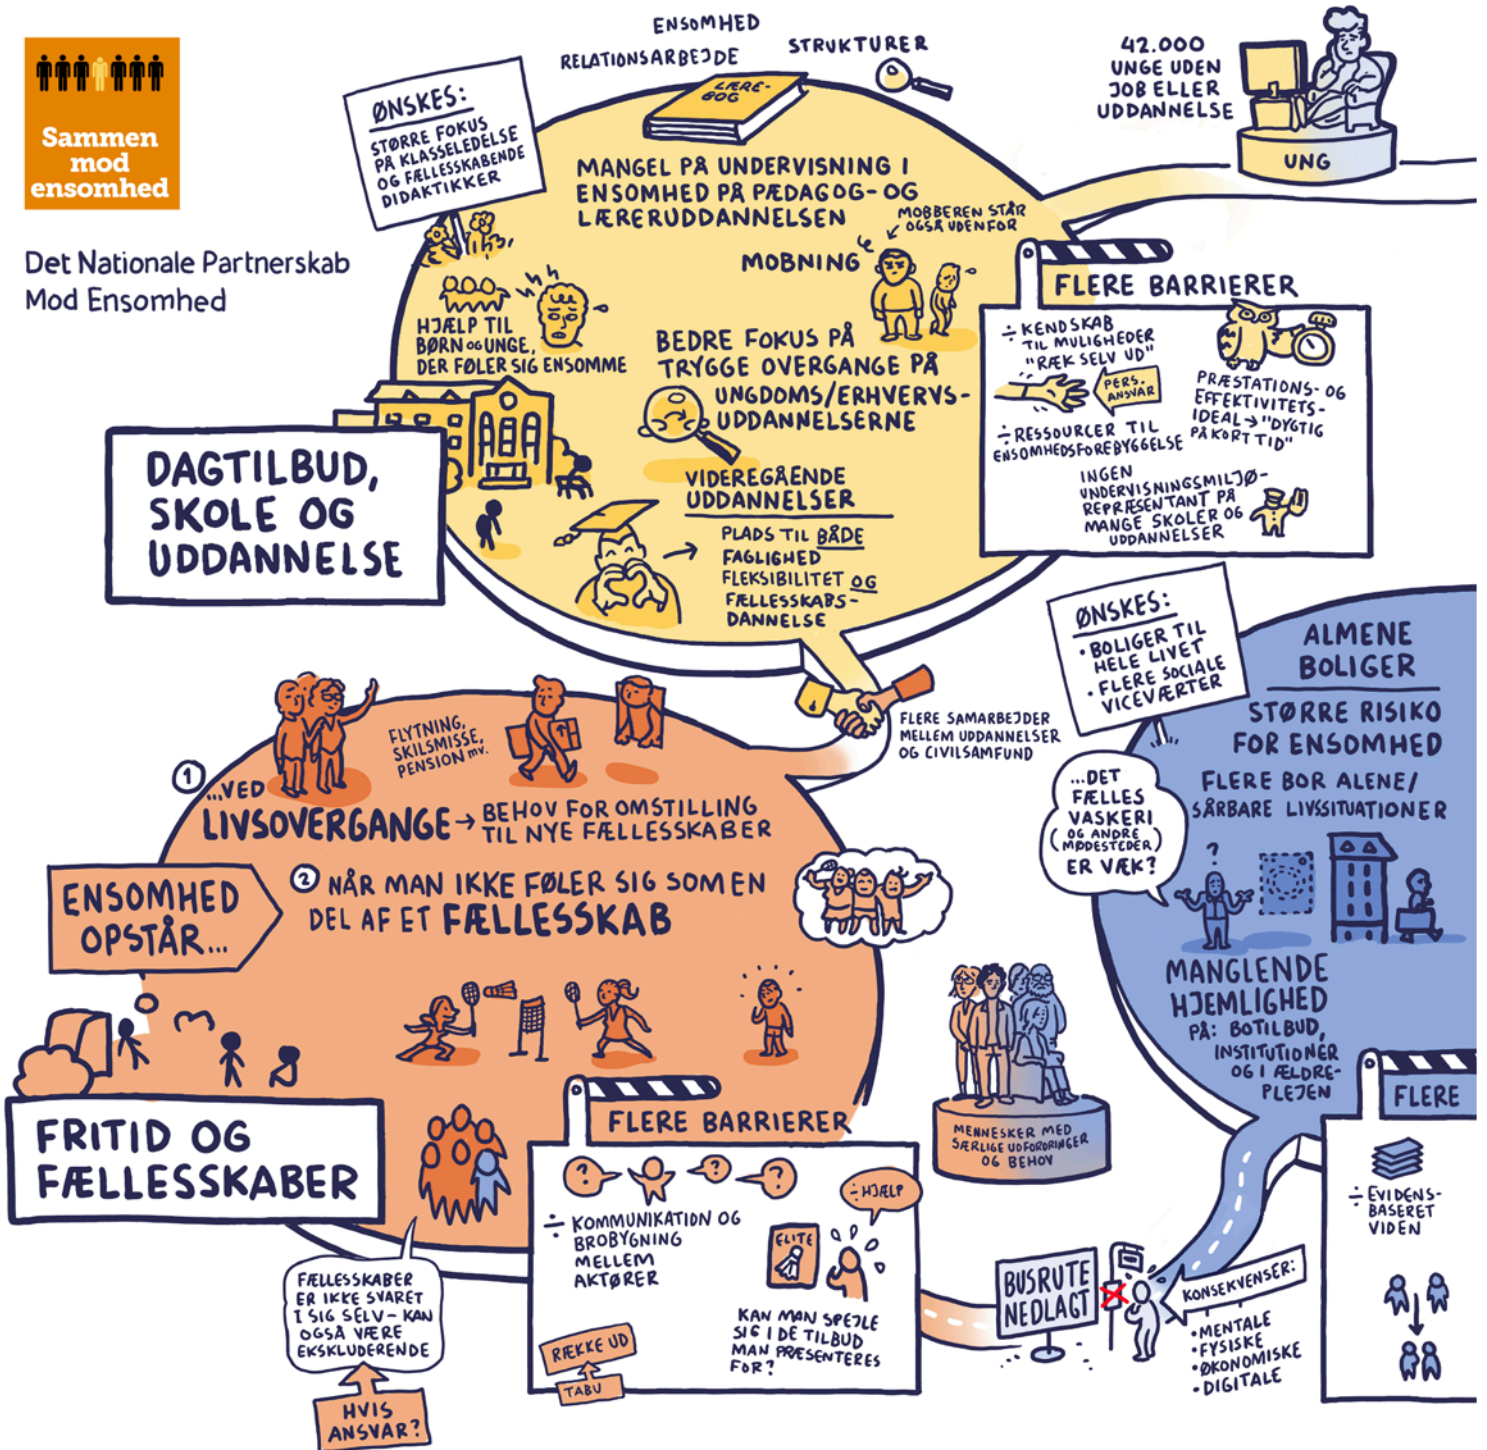 Sammen
mod
ensomhed
Det Nationale Partnerskab
Mod Ensomhed
ENSOMHED
RELATIONSARBEJDE
STRUKTURER
LÆRE-
BOG
ØNSKES:
STØRRE FOKUS
PÅ KLASSELEDELSE
OG FÆLLESSKABENDE
DIDAKTIKKER
MANGEL PÅ UNDERVISNING I
ENSOMHED PÅ PÆDAGOG- OG
LÆRERUDDANNELSEN
MOBBEREN STÅR
OGSÅ UDENFOR
MOBNING
HJÆLP TIL
BØRN OG UNGE,
DER FØLER SIG ENSOMME
BEDRE FOKUS PÅ
TRYGGE OVERGANGE PÅ
UNGDOMS/ERHVERVS-
UDDANNELSERNE
VIDEREGÅENDE
UDDANNELSER
PLADS TIL BÅDE
FAGLIGHED
FLEKSIBILITET OG
FÆLLESSKABS-
DANNELSE
DAGTILBUD,
SKOLE OG
UDDANNELSE
42.000
UNGE UDEN
JOB ELLER
UDDANNELSE
UNG
FLERE BARRIERER
÷ KENDSKAB
TIL MULIGHEDER
"RÆK SELV UD"
PERS.
ANSVAR
÷ RESSOURCER TIL
ENSOMHEDSFOREBYGGELSE
PRÆSTATIONS- OG
EFFEKTIVITETS-
IDEAL → "DYGTIG
PÅ KORT TID"
INGEN
UNDERVISNINGSMILJØ-
REPRÆSENTANT PÅ
MANGE SKOLER OG
UDDANNELSER
FLERE SAMARBEJDER
MELLEM UDDANNELSER
OG CIVILSAMFUND
FLYTNING,
SKILSMISSE,
PENSION mv.
1
...VED
LIVSOVERGANGE → BEHOV FOR OMSTILLING
TIL NYE FÆLLESSKABER
ENSOMHED
OPSTÅR...
2 NÅR MAN IKKE FØLER SIG SOM EN
DEL AF ET FÆLLESSKAB
FRITID OG
FÆLLESSKABER
FÆLLESSKABER
ER IKKE SVARET
I SIG SELV - KAN
OGSÅ VÆRE
EKSKLUDERENDE
HVIS
ANSVAR?
FLERE BARRIERER
?
?
?
÷ HJÆLP
÷ KOMMUNIKATION OG
BROBYGNING
MELLEM
AKTØRER
ELITE
RÆKKE UD
TABU
KAN MAN SPEJLE
SIG I DE TILBUD
MAN PRÆSENTERES
FOR?
MENNESKER MED
SÆRLIGE UDFORDRINGER
OG BEHOV
BUSRUTE
NEDLAGT
KONSEKVENSER:
• MENTALE
• FYSISKE
• ØKONOMISKE
• DIGITALE
ØNSKES:
• BOLIGER TIL
HELE LIVET
• FLERE SOCIALE
VICEVÆRTER
ALMENE
BOLIGER
STØRRE RISIKO
FOR ENSOMHED
FLERE BOR ALENE/
SÅRBARE LIVSSITUATIONER
...DET
FÆLLES
VASKERI
(OG ANDRE
MØDESTEDER)
ER VÆK?
?
MANGLENDE
HJEMLIGHED
PÅ: BOTILBUD,
INSTITUTIONER
OG I ÆLDRE-
PLEJEN
FLERE
÷ EVIDENS-
BASERET
VIDEN